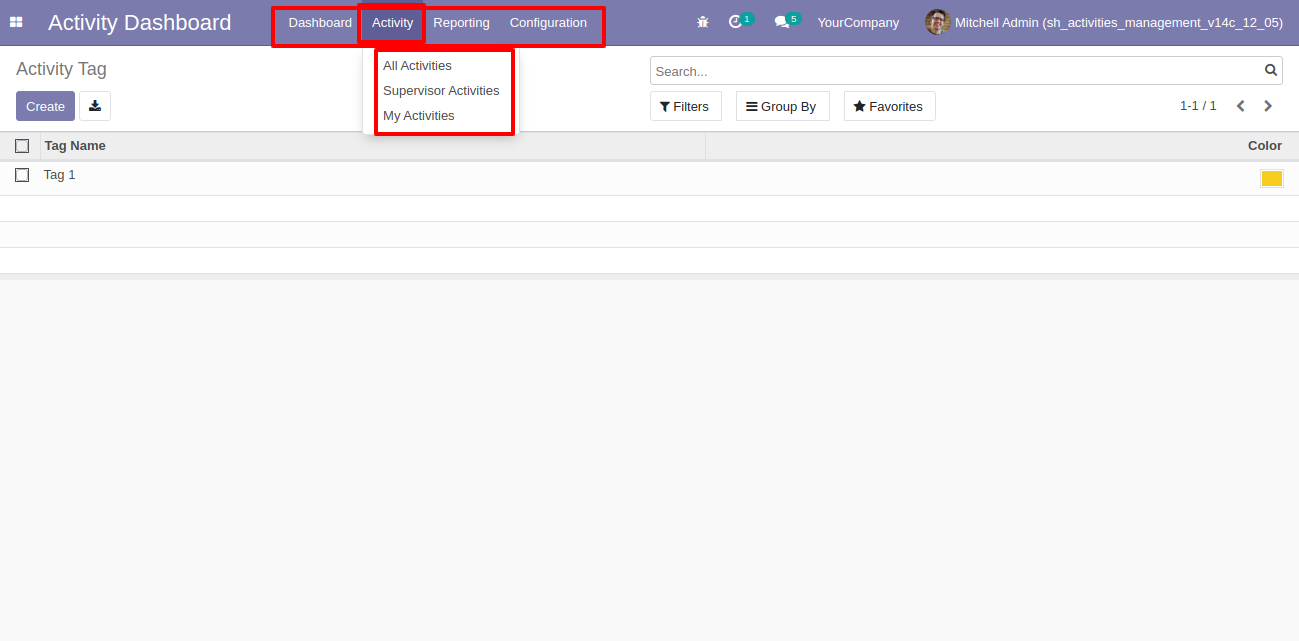 Activity Dashboard Dashboard Activity Reporting Configuration 1 5 YourCompany Mitchell Admin (sh_activities_management_v14c_12_05)
Activity Tag
All Activities
Supervisor Activities
My Activities
Search...
Create
Filters Group By Favorites 1-1 / 1
Tag Name Color
Tag 1